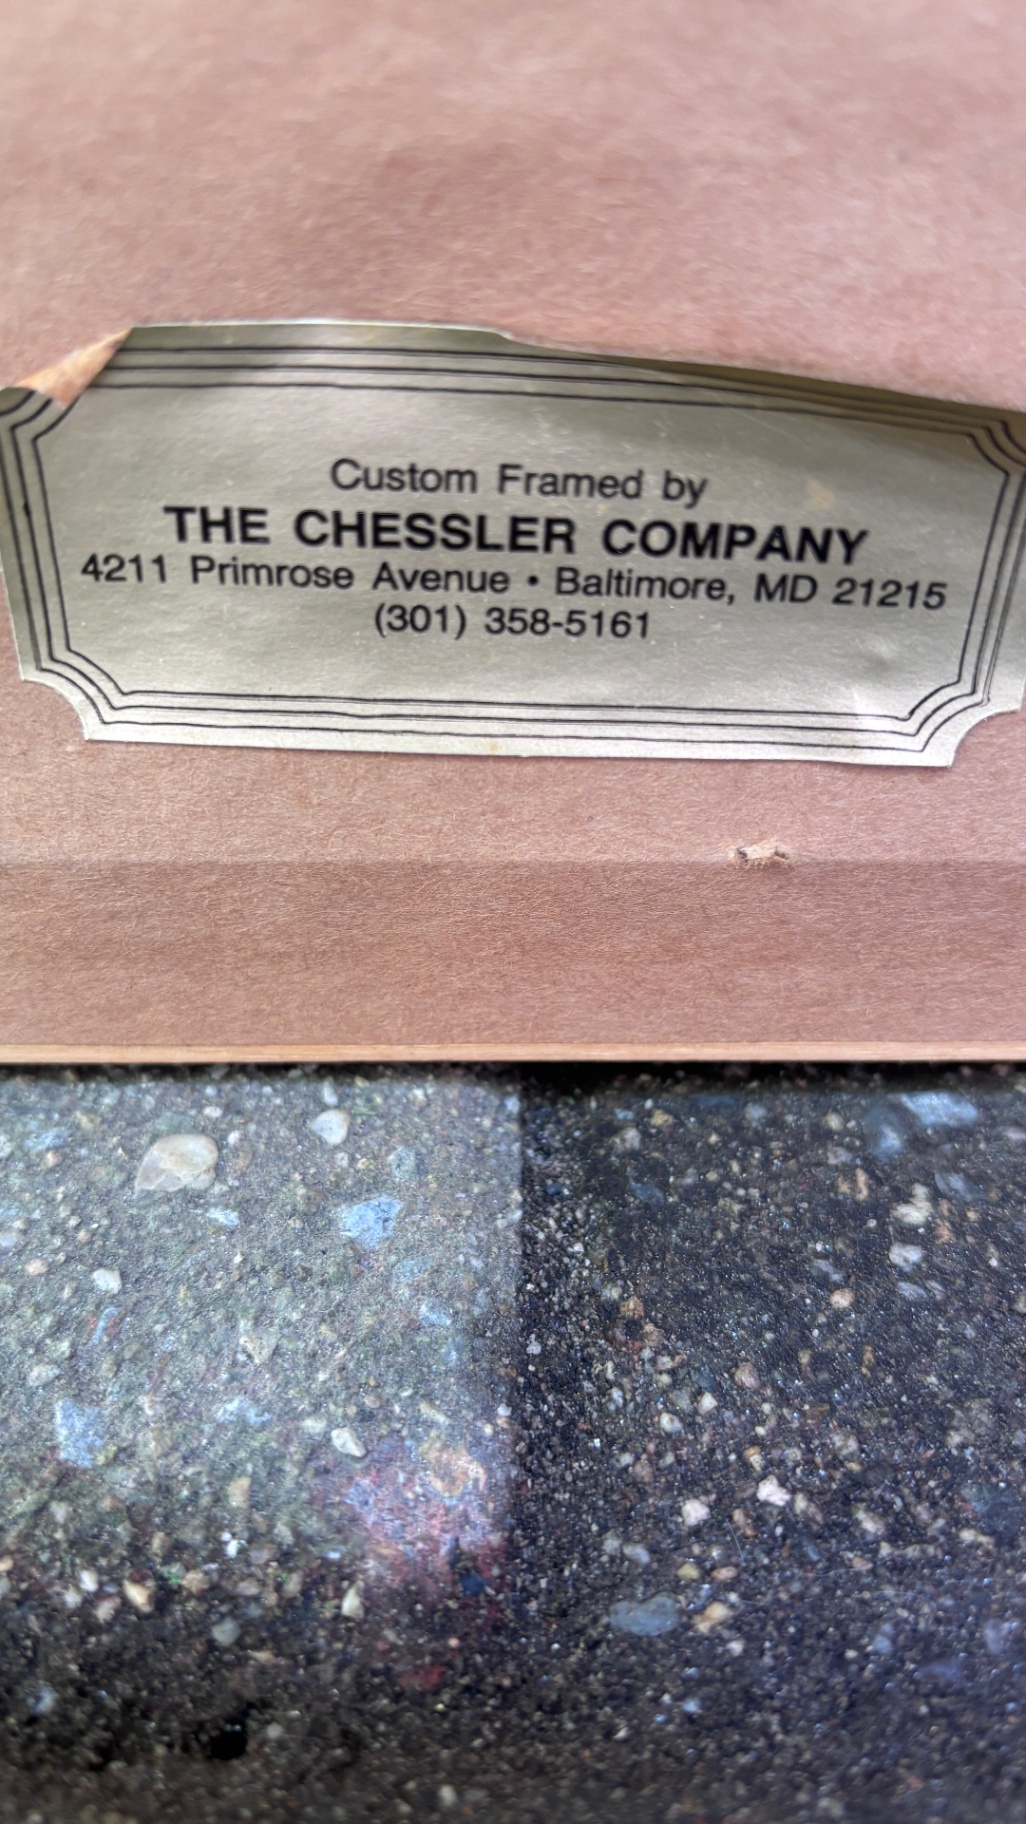 Custom Framed by
THE CHESSLER COMPANY
4211 Primrose Avenue • Baltimore, MD 21215
(301) 358-5161